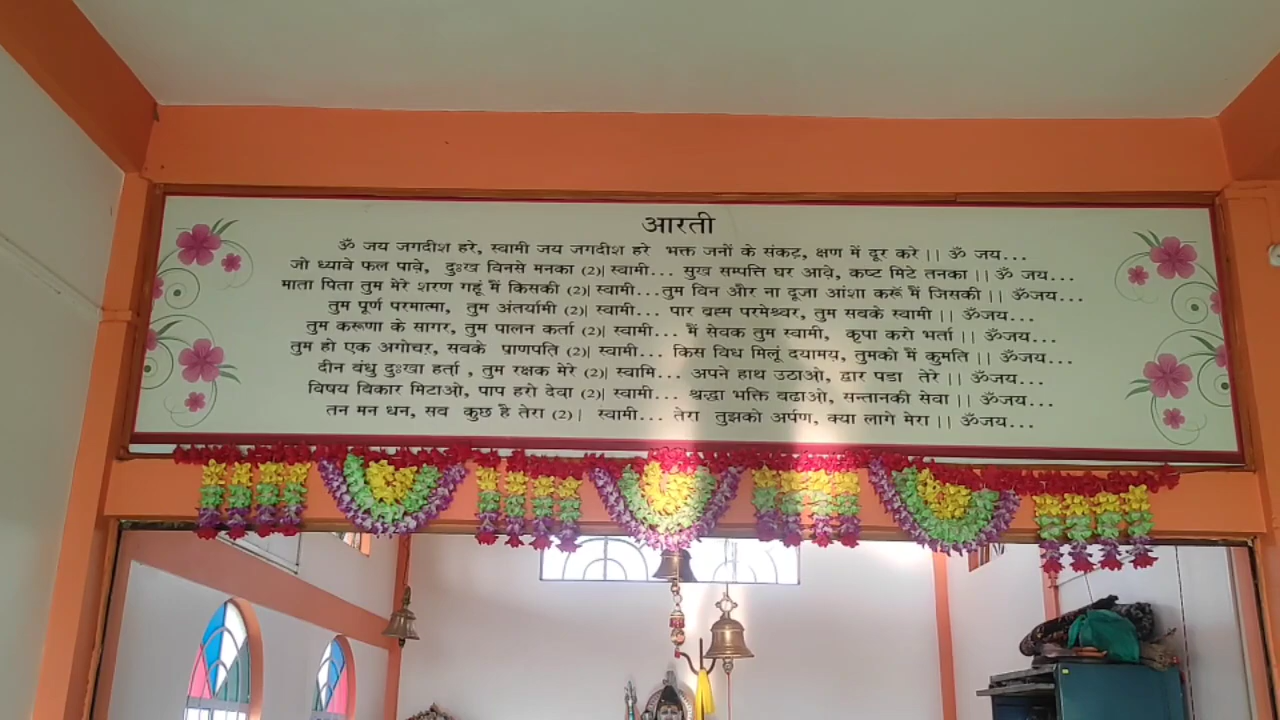 आरती
ॐ जय जगदीश हरे, स्वामी जय जगदीश हरे भक्त जनों के संकट, क्षण में दूर करे || ॐ जय...
जो ध्यावे फल पावे, दुःख विनसे मनका (2)| स्वामी... सुख सम्पत्ति घर आवे, कष्ट मिटे तनका || ॐ जय...
माता पिता तुम मेरे शरण गहूं मैं किसकी (2)| स्वामी...तुम विन और ना दूजा आंशा करूँ मैं जिसकी || ॐजय...
तुम पूर्ण परमात्मा, तुम अंतर्यामी (2)| स्वामी... पार ब्रह्म परमेश्वर, तुम सबके स्वामी || ॐजय...
तुम करूणा के सागर, तुम पालन कर्ता (2)| स्वामी... मैं सेवक तुम स्वामी, कृपा करो भर्ता || ॐजय...
तुम हो एक अगोचर, सबके प्राणपति (2)| स्वामी... किस विध मिलूं दयामय, तुमको मैं कुमति || ॐजय...
दीन बंधु दुःखा हर्ता , तुम रक्षक मेरे (2)| स्वामि... अपने हाथ उठाओ, द्वार पडा तेरे || ॐजय...
विषय विकार मिटाओ, पाप हरो देवा (2)| स्वामी... श्रद्धा भक्ति बढाओ, सन्तानकी सेवा || ॐजय...
तन मन धन, सब कुछ है तेरा (2)| स्वामी... तेरा तुझको अर्पण, क्या लागे मेरा || ॐजय...